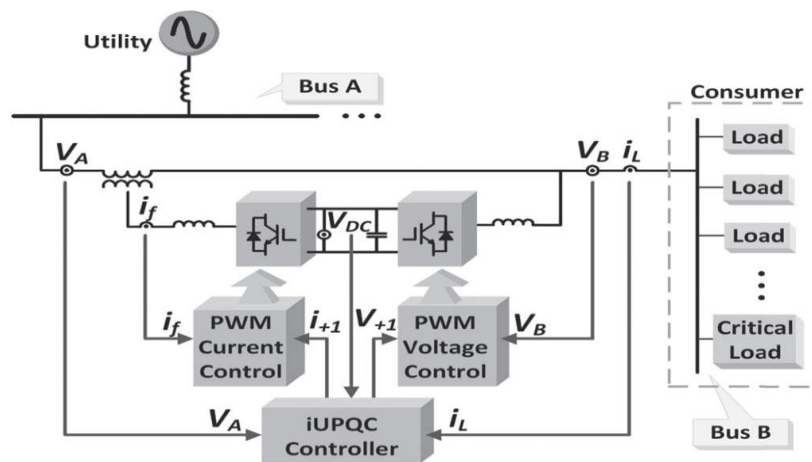 Utility
Bus A
Consumer
V_A
V_B
i_L
Load
Load
Load
Critical
Load
i_f
V_DC
i_f
PWM
Current
Control
i_{+1}
V_{+1}
PWM
Voltage
Control
V_B
V_A
iUPQC
Controller
i_L
Bus B